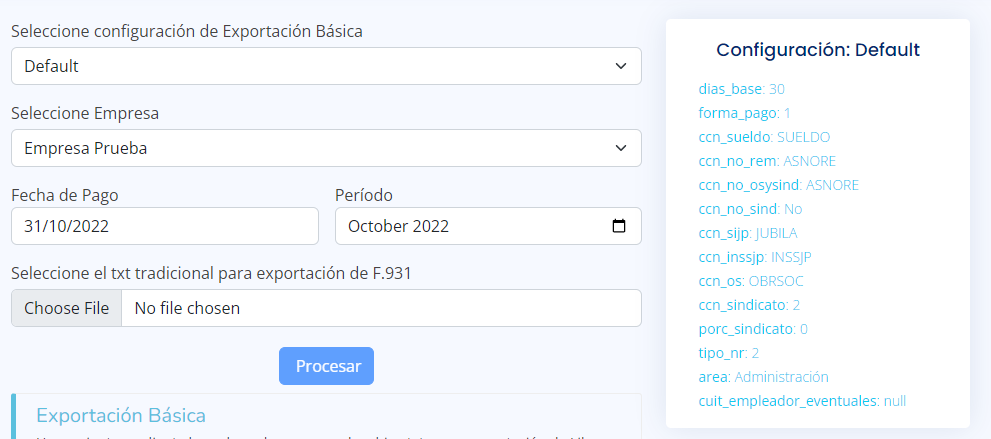 Seleccione configuración de Exportación Básica
Default
Seleccione Empresa
Empresa Prueba
Fecha de Pago
Período
31/10/2022
October 2022
Seleccione el txt tradicional para exportación de F.931
Choose File No file chosen
Procesar
Exportación Básica
Configuración: Default
dias_base: 30
forma_pago: 1
ccn_sueldo: SUELDO
ccn_no_rem: ASNORE
ccn_no_osysind: ASNORE
ccn_no_sind: No
ccn_sijp: JUBILA
ccn_inssjp: INSSJP
ccn_os: OBRSOC
ccn_sindicato: 2
porc_sindicato: 0
tipo_nr: 2
area: Administración
cuit_empleador_eventuales: null